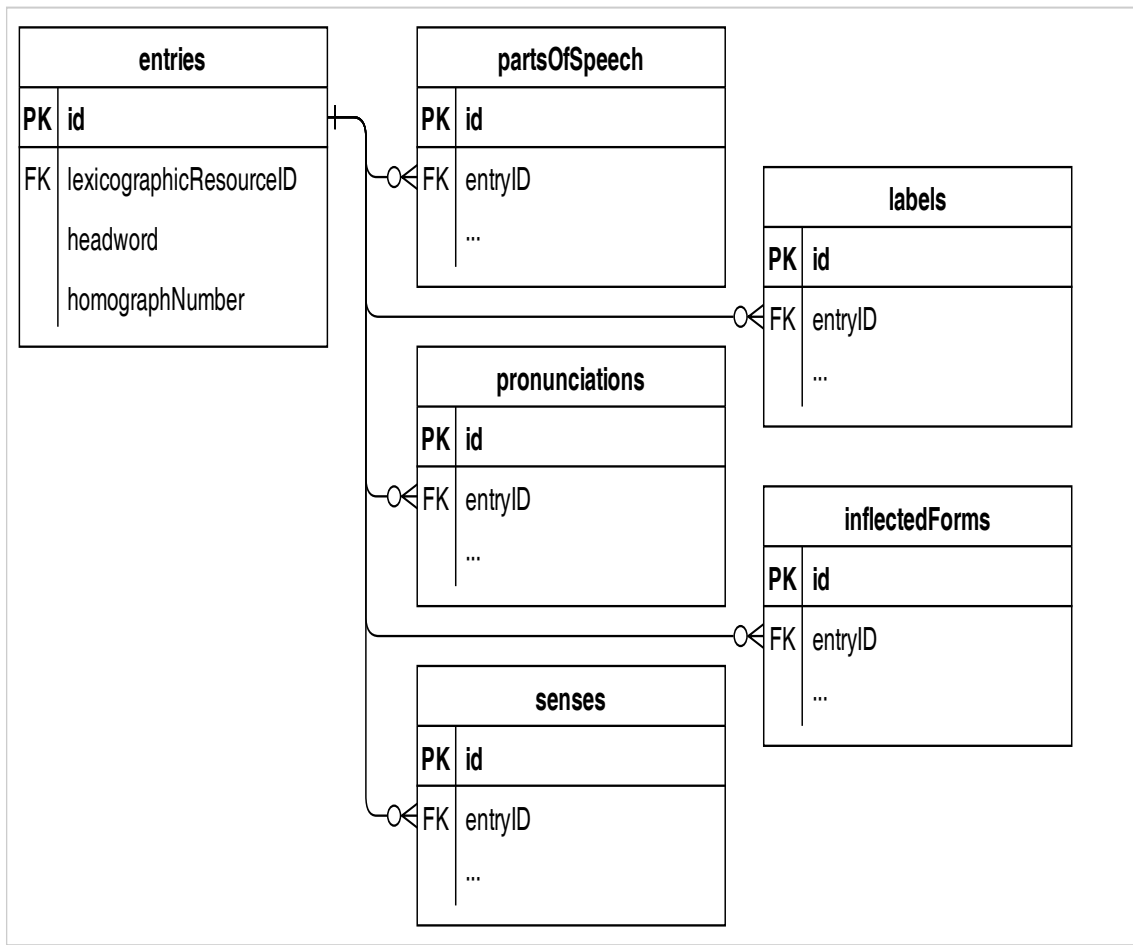 entries
PK id
FK lexicographicResourceID
headword
homographNumber
partsOfSpeech
PK id
FK entryID
...
labels
PK id
FK entryID
...
pronunciations
PK id
FK entryID
...
inflectedForms
PK id
FK entryID
...
senses
PK id
FK entryID
...